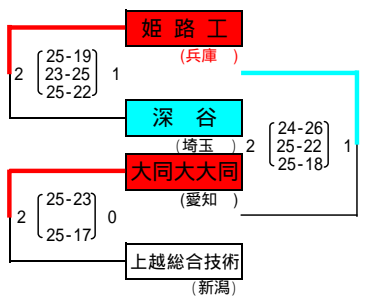 姫路工
(兵庫 )
2 25-19 1
23-25
25-22
深谷
(埼玉 )
2 24-26 1
25-22
25-18
大同大大同
(愛知 )
2 25-23 0
25-17
上越総合技術
(新潟)